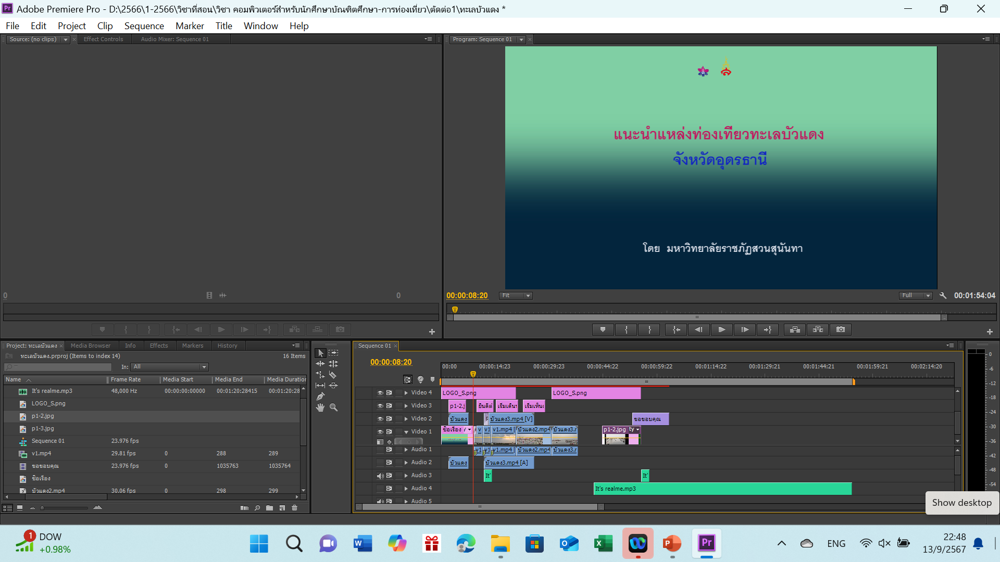 Adobe Premiere Pro - D:\2566\1-2566\วิชาที่สอน\วิชา คอมพิวเตอร์สำหรับนักศึกษาบัณฑิตศึกษา-การท่องเที่ยว\ตัดต่อ1\ทะเลบัวแดง *
File Edit Project Clip Sequence Marker Title Window Help
Source: (no clips) Effect Controls Audio Mixer: Sequence 01
Program: Sequence 01
แนะนำแหล่งท่องเที่ยวทะเลบัวแดง
จังหวัดอุดรธานี
โดย มหาวิทยาลัยราชภัฏสวนสุนันทา
0 0
00:00:08:20 Fit Full 00:01:54:04
Project: ทะเลบัวแดง Media Browser Info Effects Markers History
ทะเลบัวแดง.prproj (Items to index 14) 16 Items
In: All
Name Frame Rate Media Start Media End Media Duration
It's realme.mp3 48,000 Hz 00:00:00:00000 00:01:20:28415 00:01:20:28
LOGO_S.png
p1-2.jpg
p1-3.jpg
Sequence 01 23.976 fps
v1.mp4 29.81 fps 0 288 289
ขอขอบคุณ 23.976 fps 0 1035763 1035764
ชื่อเรื่อง
บัวแดง2.mp4 30.06 fps 0 298 299
Sequence 01
00:00:08:20
00:00 00:00:14:23 00:00:29:23 00:00:44:22 00:00:59:22 00:01:14:22 00:01:29:21 00:01:44:21 00:01:59:21 00:02:14:20
Video 4 LOGO_S.png LOGO_S.png
Video 3 p1-2.j ยินดีต่ เริ่มเดิน เริ่มเห็น
Video 2 บัวแดง F บัวแดง3.mp4 [V] ขอขอบคุณ
Video 1 ชื่อเรื่อง v v1 v1.mp4 บัวแดง2.mp4 บัวแดง3.r p1-2.jpg ty
Audio 1 v1 v1 v1.mp4 บัวแดง2.mp4 บัวแดง3.r
Audio 2 บัวแดง บัวแดง3.mp4 [A]
Audio 3 It' It'
Audio 4 It's realme.mp3
Audio 5
0
-6
-12
-18
-24
-30
-36
-42
-48
-54
Show desktop
1 DOW
+0.98%
ENG
22:48
13/9/2567